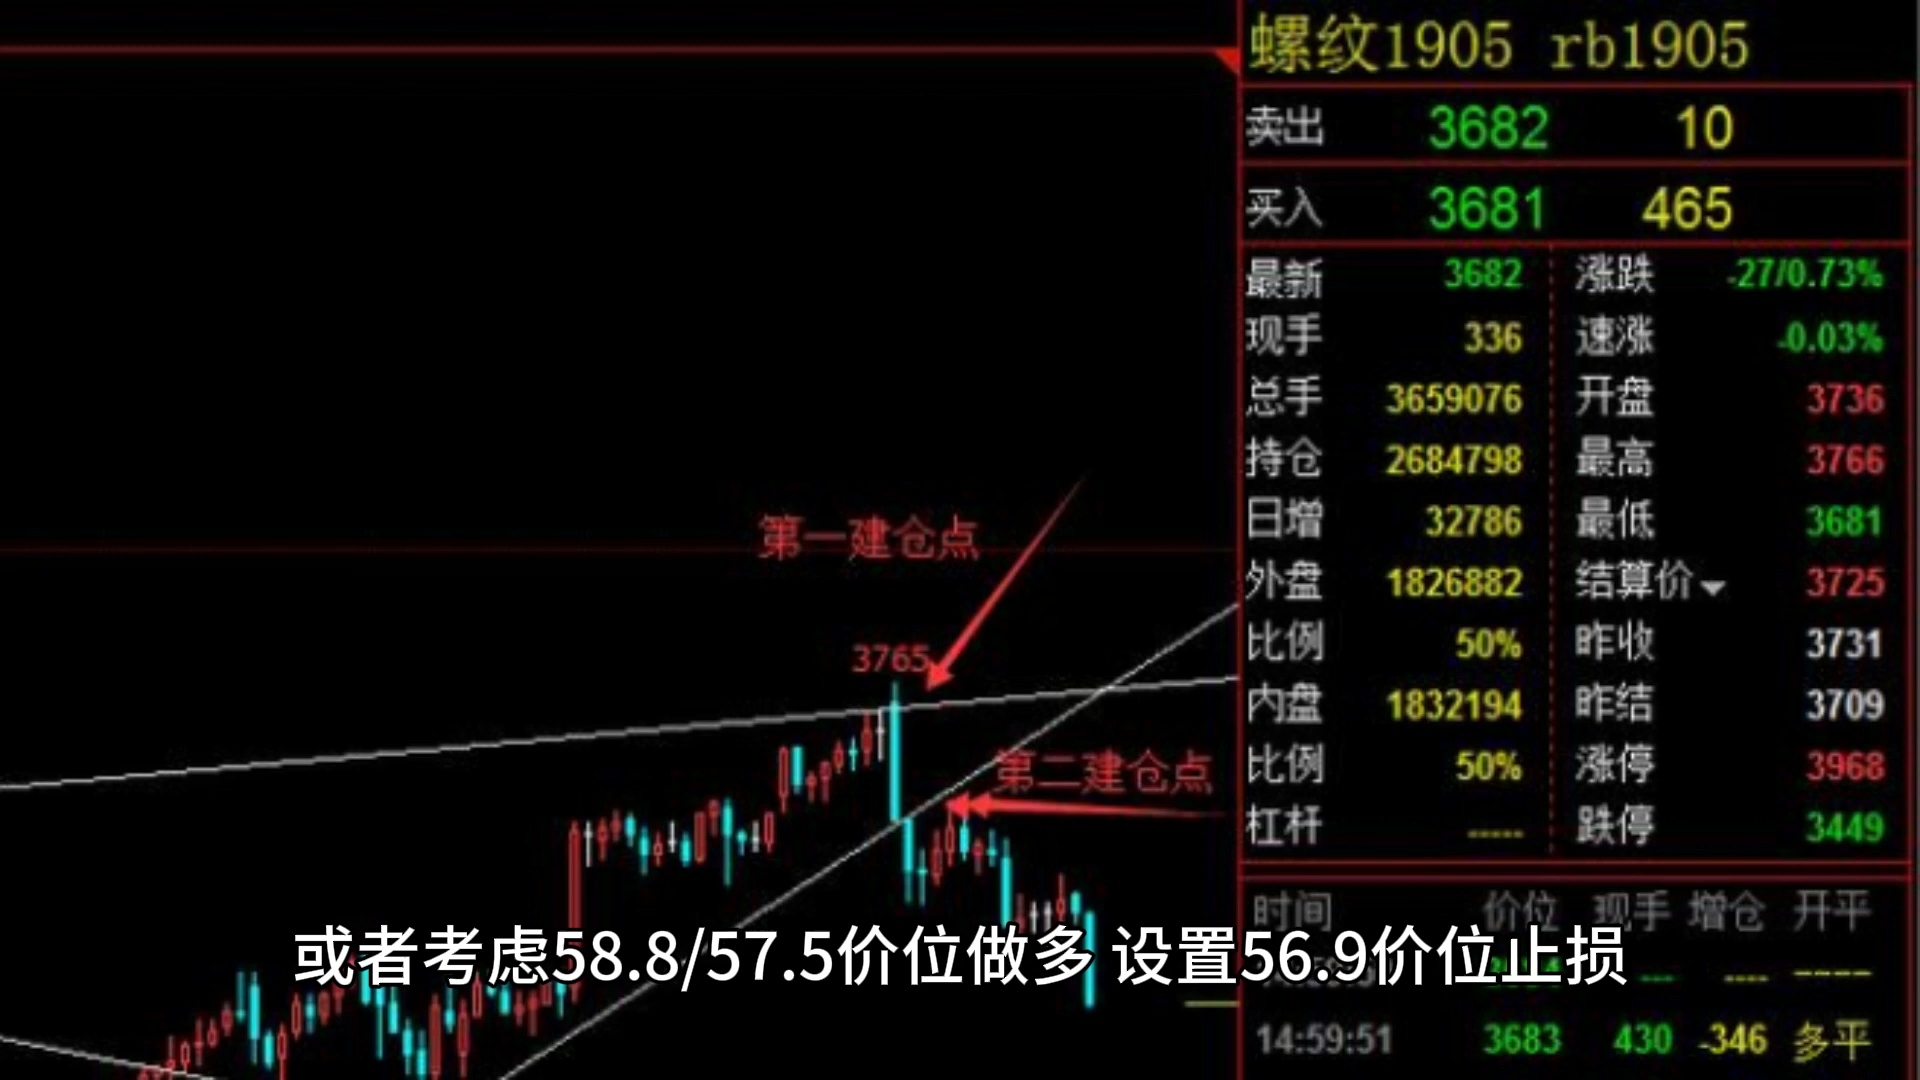 螺纹1905 rb1905
卖出 3682 10
买入 3681 465
最新 3682 涨跌 -27/0.73%
现手 336 速涨 -0.03%
总手 3659076 开盘 3736
持仓 2684798 最高 3766
日增 32786 最低 3681
外盘 1826882 结算价 3725
比例 50% 昨收 3731
内盘 1832194 昨结 3709
比例 50% 涨停 3968
杠杆 ----- 跌停 3449
第一建仓点
3765
第二建仓点
时间 价位 现手 增仓 开平
或者考虑58.8/57.5价位做多 设置56.9价位止损
14:59:51 3683 430 -346 多平